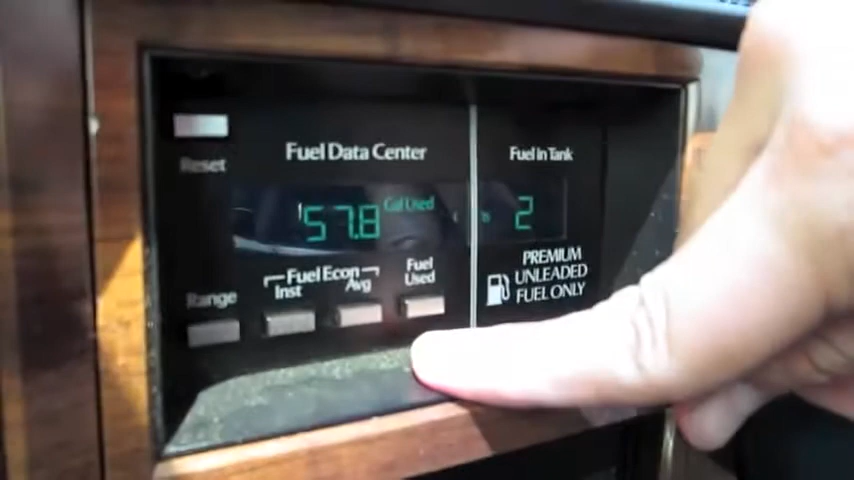 Fuel Data Center
Fuel In Tank
Reset
157.8 Gal Used
2
PREMIUM
UNLEADED
FUEL ONLY
Fuel Econ
Inst Avg
Fuel
Used
Range